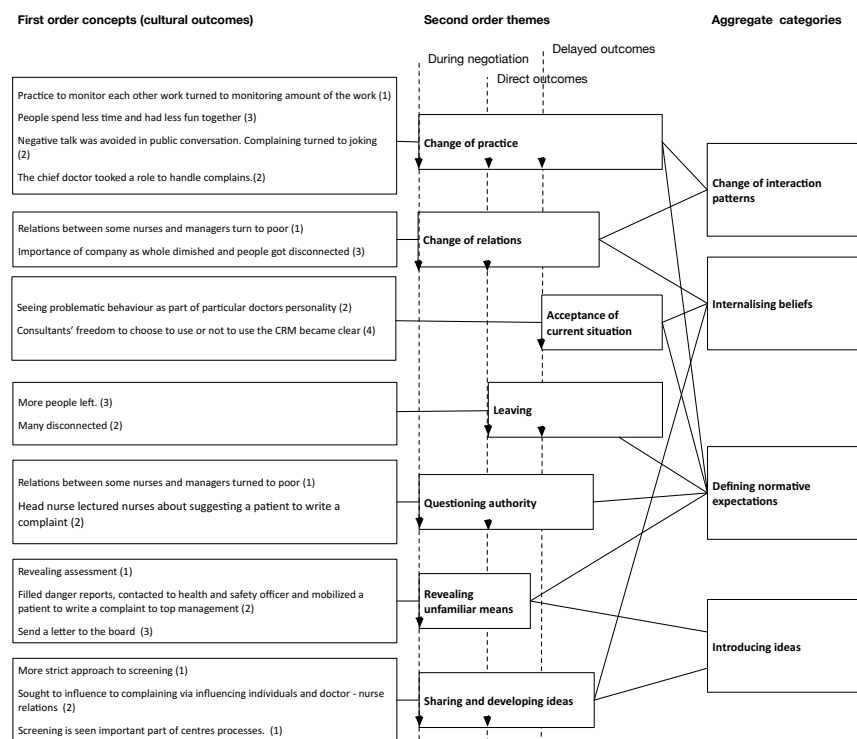 First order concepts (cultural outcomes)
Second order themes
Aggregate categories
During negotiation
Direct outcomes
Delayed outcomes
Practice to monitor each other work turned to monitoring amount of the work (1)
People spend less time and had less fun together (3)
Negative talk was avoided in public conversation. Complaining turned to joking
(2)
The chief doctor tooked a role to handle complains.(2)
Change of practice
Change of interaction
patterns
Relations between some nurses and managers turn to poor (1)
Importance of company as whole dimished and people got disconnected (3)
Change of relations
Internalising beliefs
Seeing problematic behaviour as part of particular doctors personality (2)
Consultants' freedom to choose to use or not to use the CRM became clear (4)
Acceptance of
current situation
More people left. (3)
Many disconnected (2)
Leaving
Relations between some nurses and managers turned to poor (1)
Head nurse lectured nurses about suggesting a patient to write a
complaint (2)
Questioning authority
Defining normative
expectations
Revealing assessment (1)
Filled danger reports, contacted to health and safety officer and mobilized a
patient to write a complaint to top management (2)
Send a letter to the board  (3)
Revealing
unfamiliar means
Introducing ideas
More strict approach to screening (1)
Sought to influence to complaining via influencing individuals and doctor - nurse
relations (2)
Screening is seen important part of centres processes.  (1)
Sharing and developing ideas